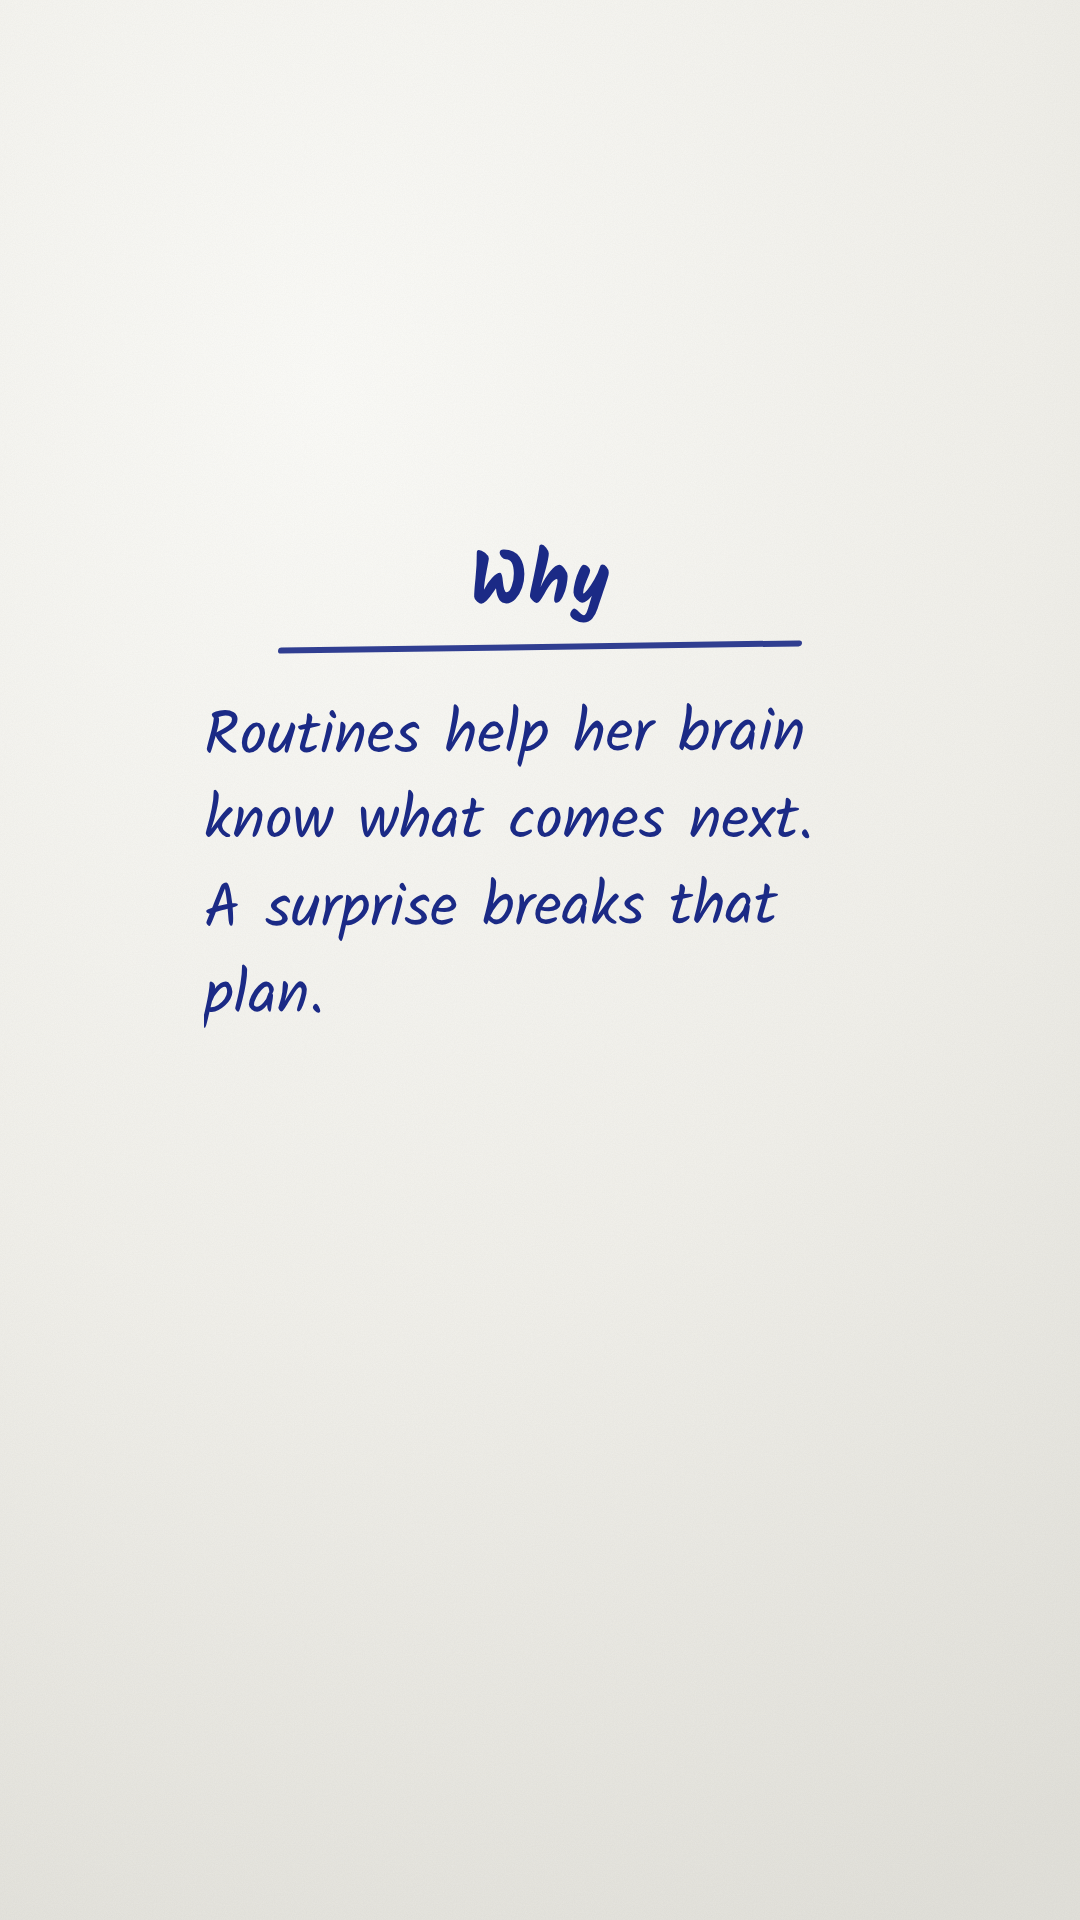 Why
Routines help her brain
know what comes next.
A surprise breaks that
plan.